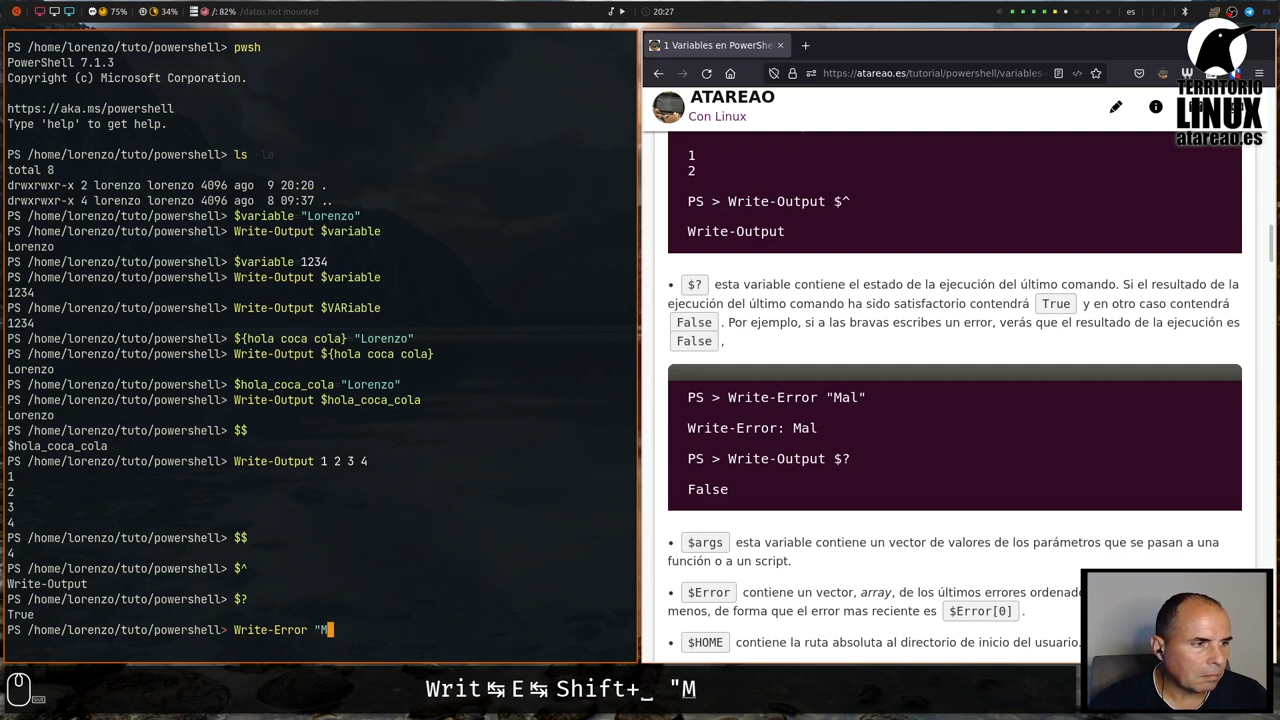 75% 34% /: 82% /datos not mounted
20:27
es
ES
PS /home/lorenzo/tuto/powershell> pwsh
PowerShell 7.1.3
Copyright (c) Microsoft Corporation.
https://aka.ms/powershell
Type 'help' to get help.
PS /home/lorenzo/tuto/powershell> ls -la
total 8
drwxrwxr-x 2 lorenzo lorenzo 4096 ago  9 20:20 .
drwxrwxr-x 4 lorenzo lorenzo 4096 ago  8 09:37 ..
PS /home/lorenzo/tuto/powershell> $variable="Lorenzo"
PS /home/lorenzo/tuto/powershell> Write-Output $variable
Lorenzo
PS /home/lorenzo/tuto/powershell> $variable 1234
PS /home/lorenzo/tuto/powershell> Write-Output $variable
1234
PS /home/lorenzo/tuto/powershell> Write-Output $VARiable
1234
PS /home/lorenzo/tuto/powershell> ${hola coca cola}="Lorenzo"
PS /home/lorenzo/tuto/powershell> Write-Output ${hola coca cola}
Lorenzo
PS /home/lorenzo/tuto/powershell> $hola_coca_cola="Lorenzo"
PS /home/lorenzo/tuto/powershell> Write-Output $hola_coca_cola
Lorenzo
PS /home/lorenzo/tuto/powershell> $$
$hola_coca_cola
PS /home/lorenzo/tuto/powershell> Write-Output 1 2 3 4
1
2
3
4
PS /home/lorenzo/tuto/powershell> $$
4
PS /home/lorenzo/tuto/powershell> $^
Write-Output
PS /home/lorenzo/tuto/powershell> $?
True
PS /home/lorenzo/tuto/powershell> Write-Error "M
1 Variables en PowerShe
https://atareao.es/tutorial/powershell/variables-
ATAREAO
Con Linux
TERRITORIO
LINUX
atareao.es
1
2
PS > Write-Output $^
Write-Output
• $? esta variable contiene el estado de la ejecución del último comando. Si el resultado de la
ejecución del último comando ha sido satisfactorio contendrá True y en otro caso contendrá
False . Por ejemplo, si a las bravas escribes un error, verás que el resultado de la ejecución es
False ,
PS > Write-Error "Mal"
Write-Error: Mal
PS > Write-Output $?
False
• $args esta variable contiene un vector de valores de los parámetros que se pasan a una
función o a un script.
• $Error contiene un vector, array, de los últimos errores ordenado
menos, de forma que el error mas reciente es $Error[0] .
• $HOME contiene la ruta absoluta al directorio de inicio del usuario.
Writ↹E↹Shift+␣ "M